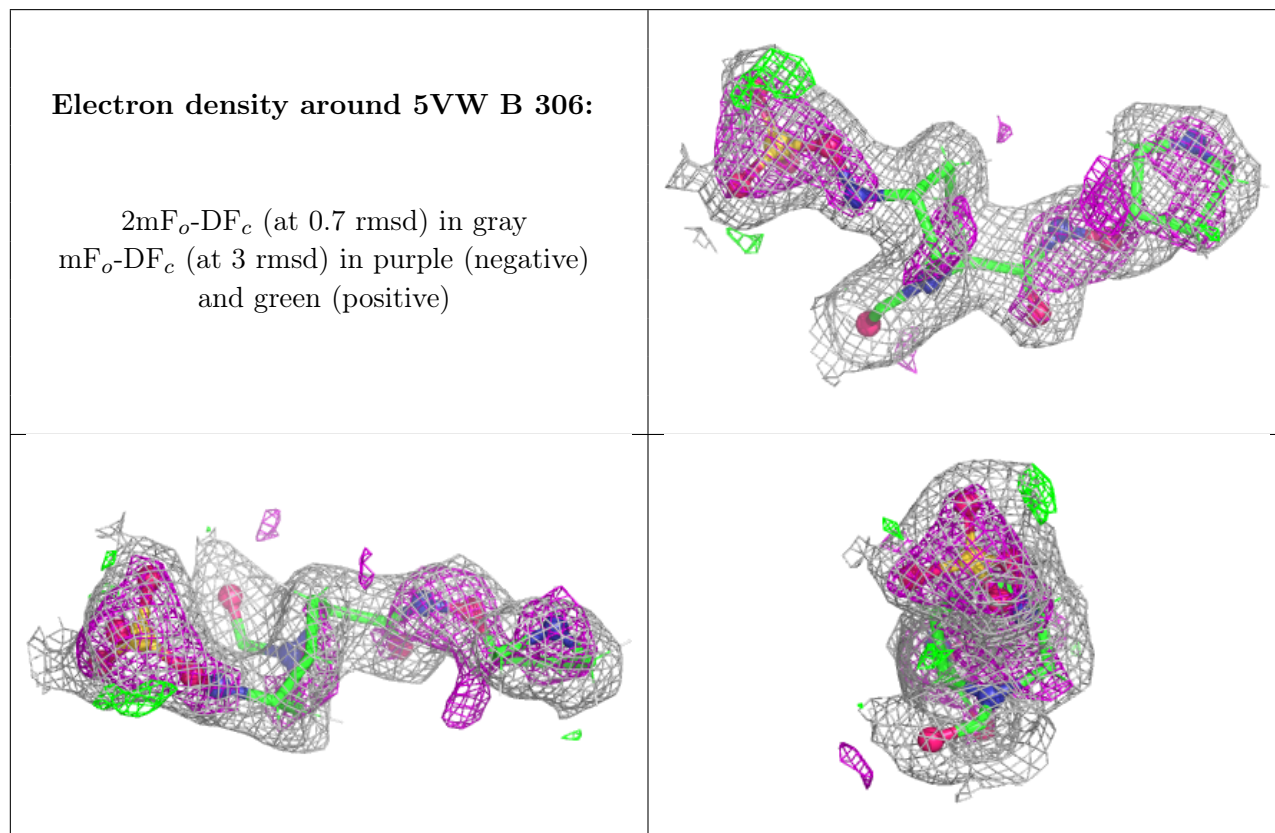 Electron density around 5VW B 306:
2mFo-DFc (at 0.7 rmsd) in gray
mFo-DFc (at 3 rmsd) in purple (negative)
and green (positive)